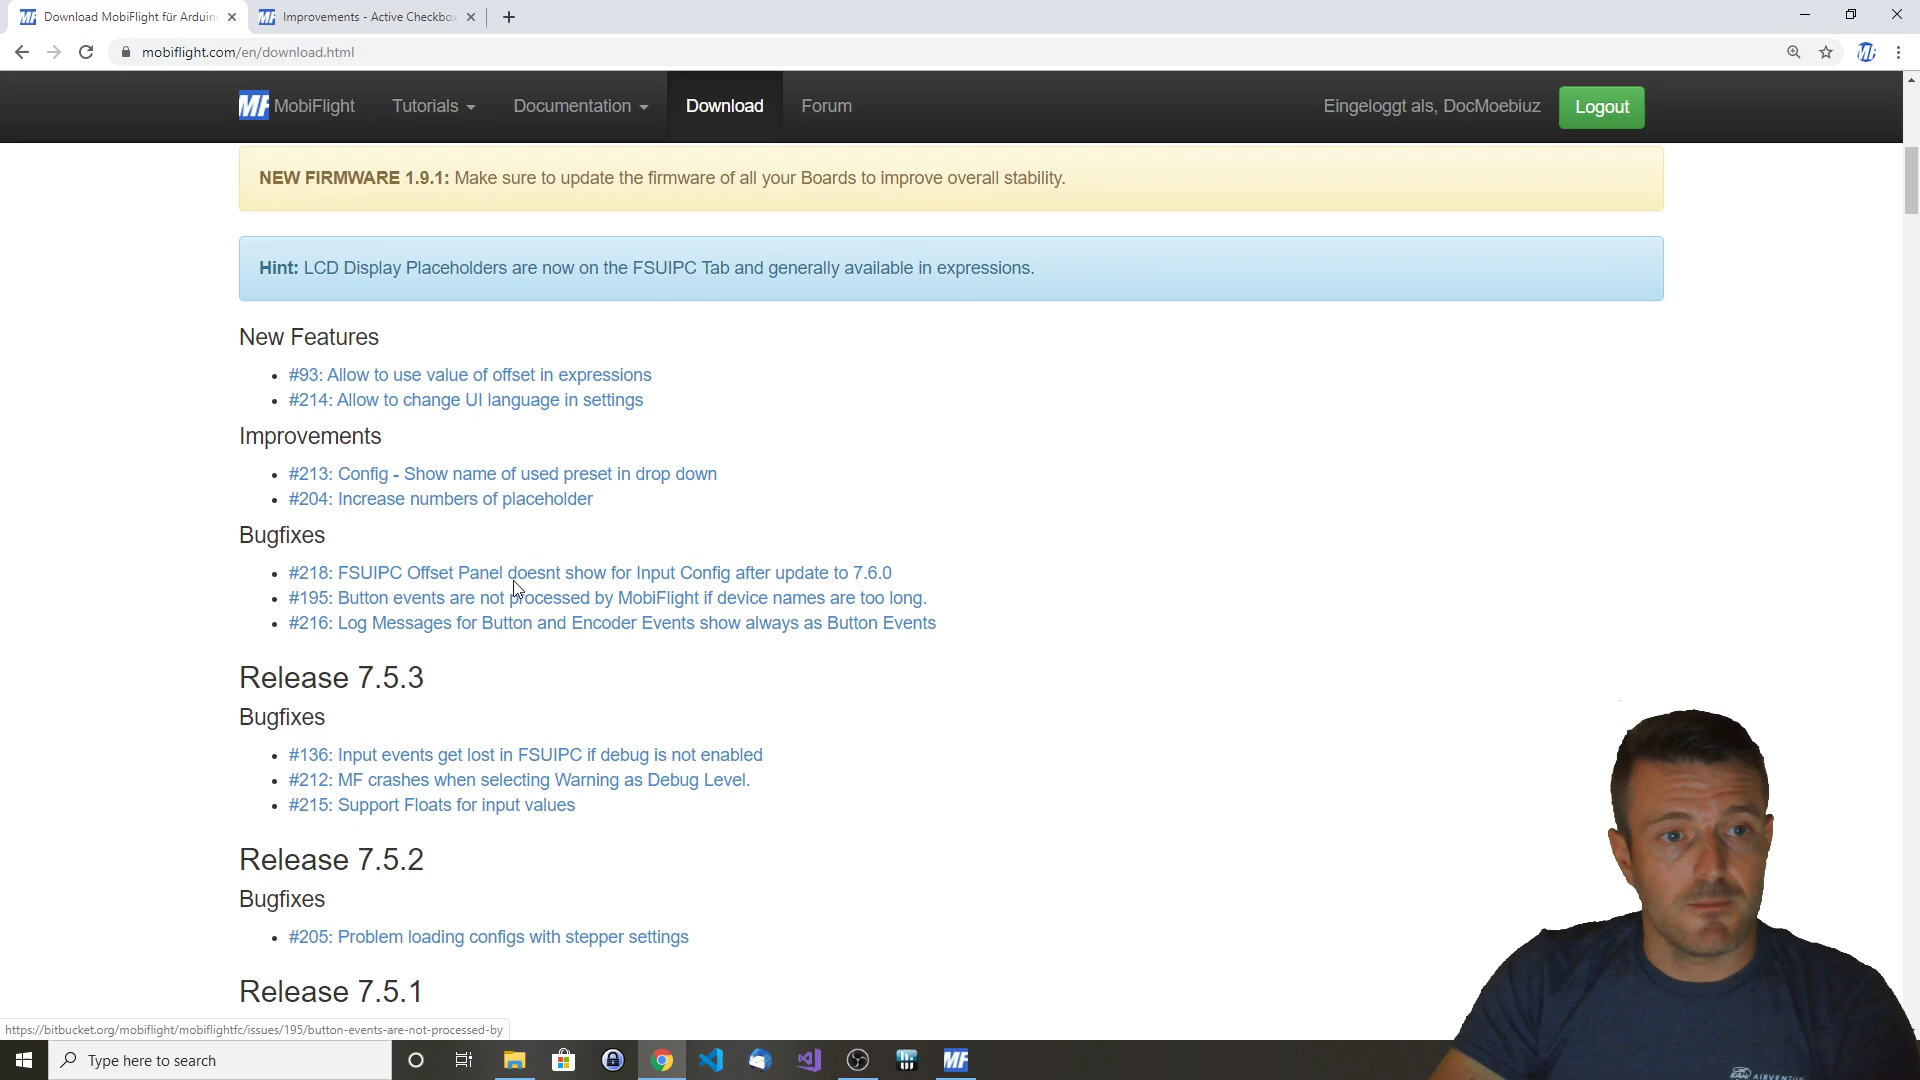 Download MobiFlight für Arduin
Improvements - Active Checkbox
mobiflight.com/en/download.html
MF MobiFlight Tutorials Documentation Download Forum Eingeloggt als, DocMoebiuz Logout
NEW FIRMWARE 1.9.1: Make sure to update the firmware of all your Boards to improve overall stability.
Hint: LCD Display Placeholders are now on the FSUIPC Tab and generally available in expressions.
New Features
#93: Allow to use value of offset in expressions
#214: Allow to change UI language in settings
Improvements
#213: Config - Show name of used preset in drop down
#204: Increase numbers of placeholder
Bugfixes
#218: FSUIPC Offset Panel doesnt show for Input Config after update to 7.6.0
#195: Button events are not processed by MobiFlight if device names are too long.
#216: Log Messages for Button and Encoder Events show always as Button Events
Release 7.5.3
Bugfixes
#136: Input events get lost in FSUIPC if debug is not enabled
#212: MF crashes when selecting Warning as Debug Level.
#215: Support Floats for input values
Release 7.5.2
Bugfixes
#205: Problem loading configs with stepper settings
Release 7.5.1
https://bitbucket.org/mobiflight/mobiflightfc/issues/195/button-events-are-not-processed-by
Type here to search
MF